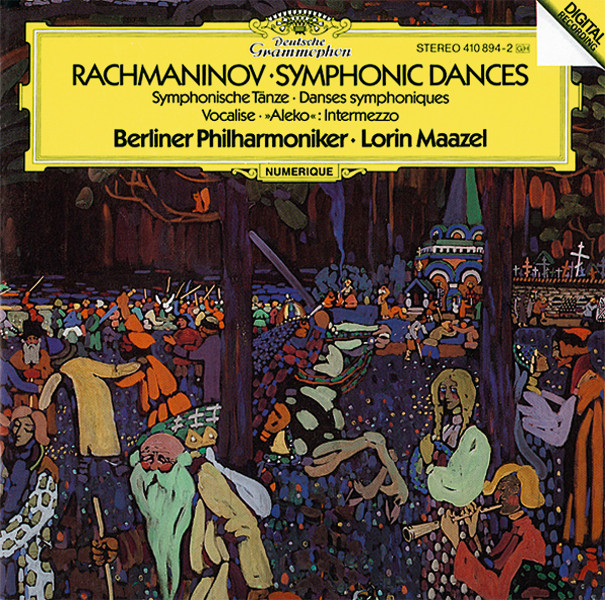 Deutsche
Grammophon
STEREO 410 894-2 GH
DIGITAL
RECORDING
RACHMANINOV · SYMPHONIC DANCES
Symphonische Tänze · Danses symphoniques
Vocalise · »Aleko«: Intermezzo
Berliner Philharmoniker · Lorin Maazel
NUMERIQUE